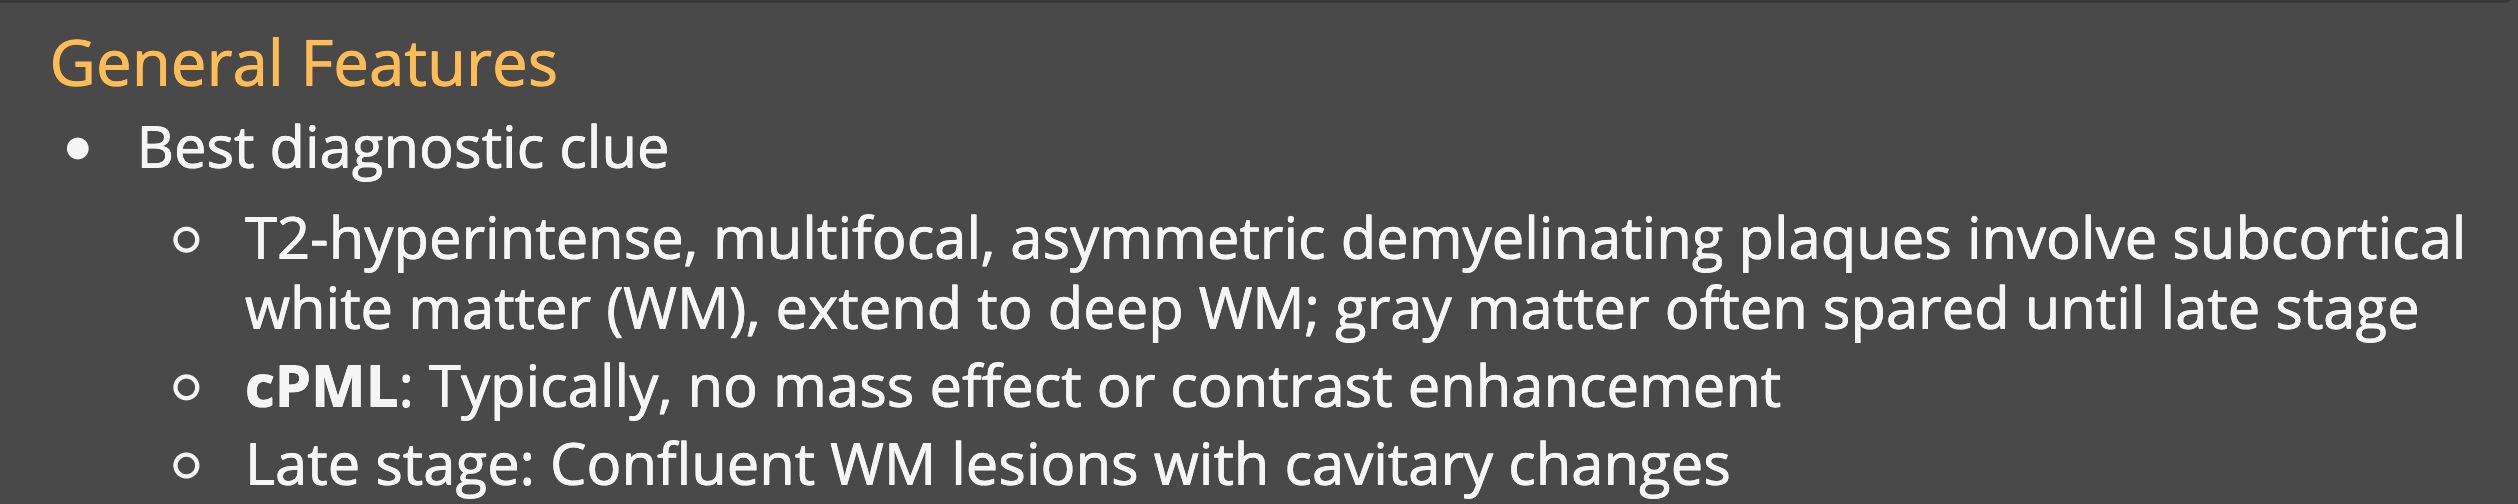 General Features
● Best diagnostic clue
○ T2-hyperintense, multifocal, asymmetric demyelinating plaques involve subcortical
white matter (WM), extend to deep WM; gray matter often spared until late stage
○ cPML: Typically, no mass effect or contrast enhancement
○ Late stage: Confluent WM lesions with cavitary changes